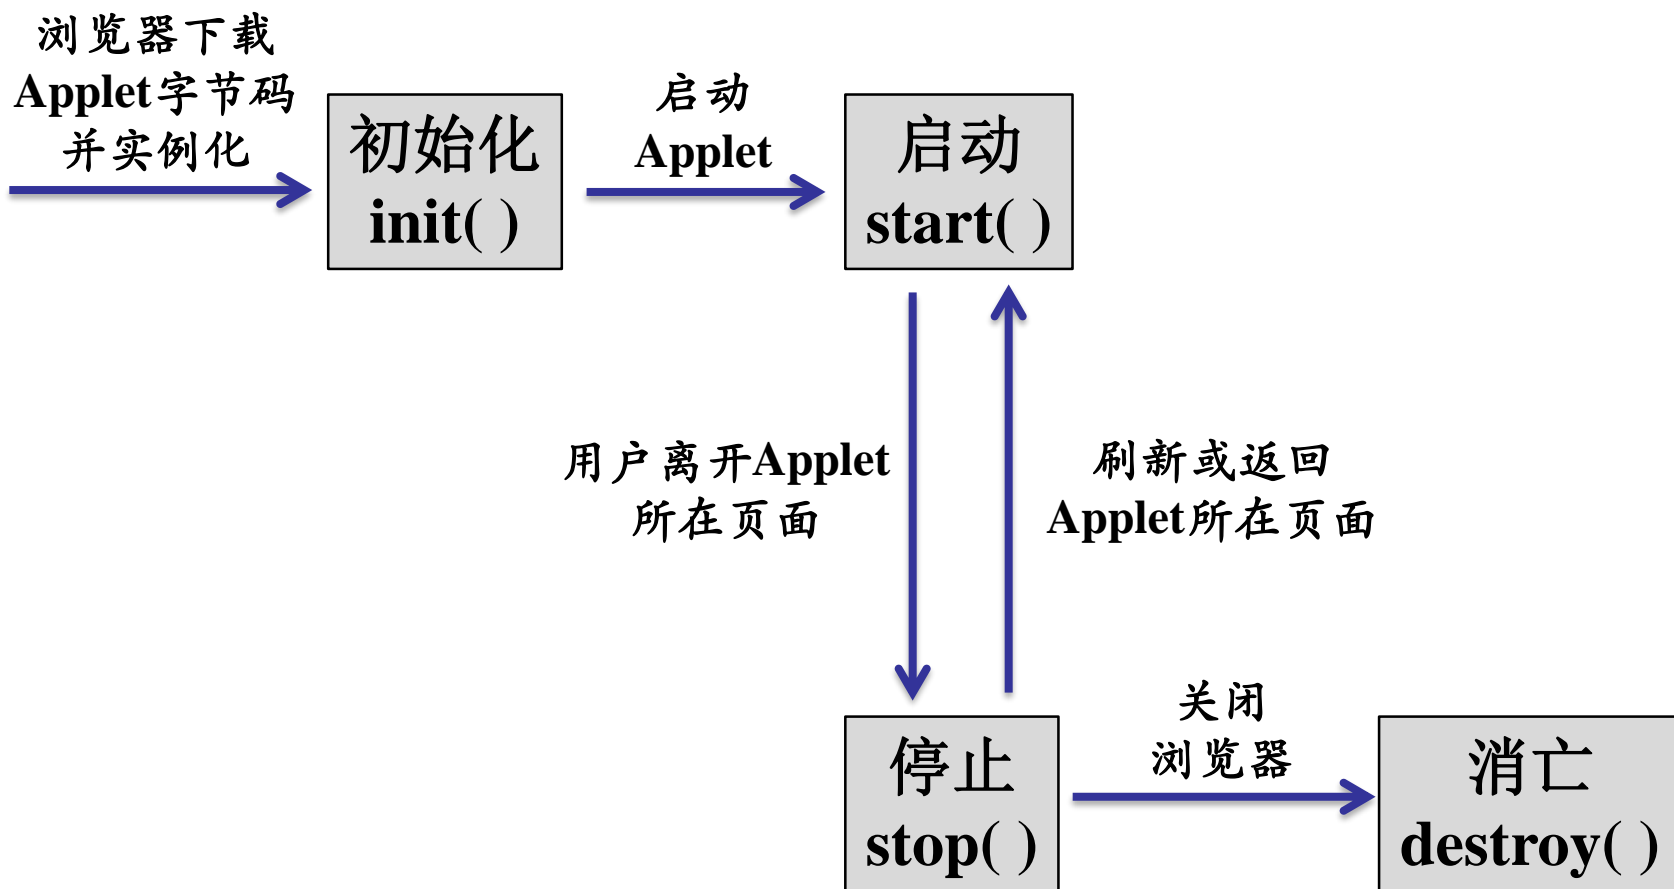 浏览器下载
Applet字节码
并实例化
初始化
init( )
启动
Applet
启动
start( )
用户离开Applet
所在页面
刷新或返回
Applet所在页面
停止
stop( )
关闭
浏览器
消亡
destroy( )